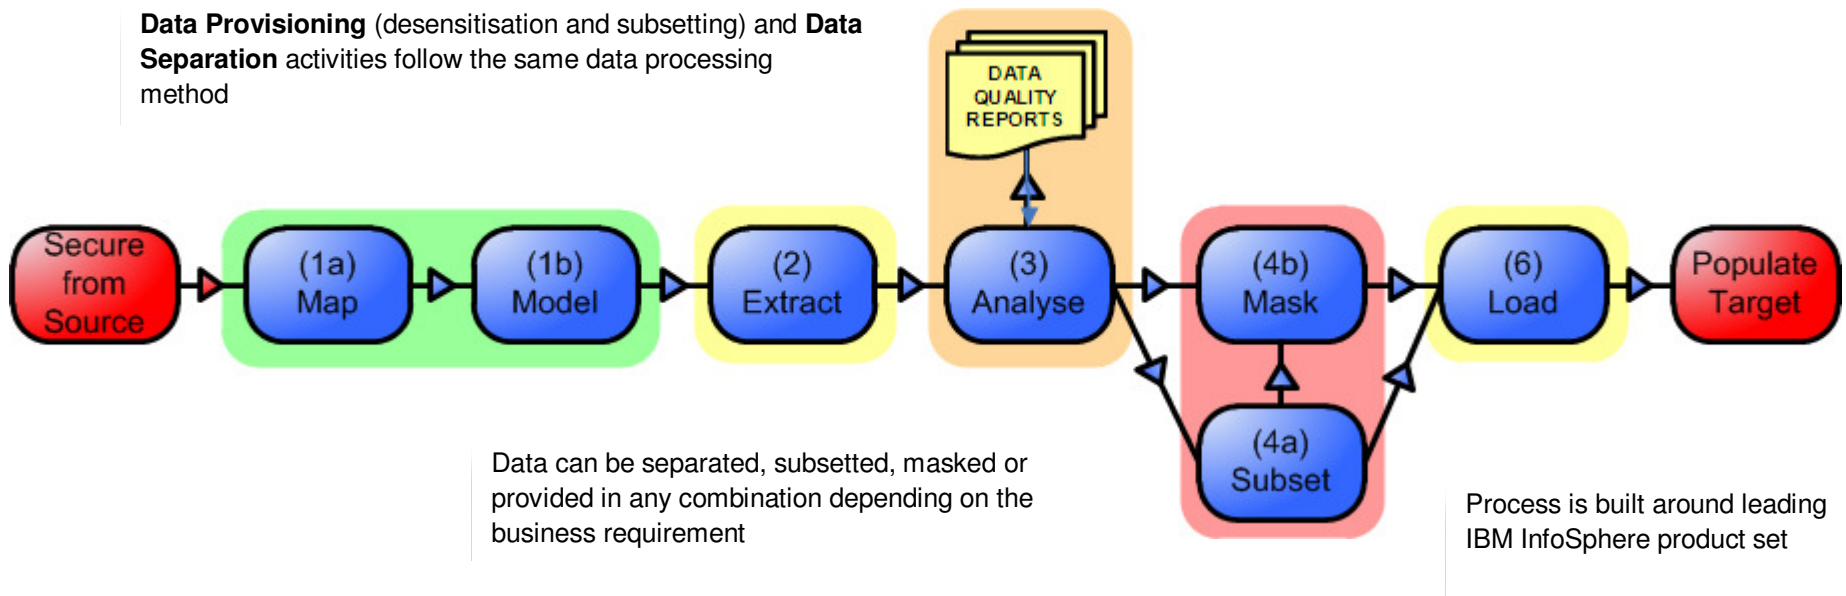 Data Provisioning (desensitisation and subsetting) and Data
Separation activities follow the same data processing
method
DATA
QUALITY
REPORTS
Secure
from
Source
(1a)
Map
(1b)
Model
(2)
Extract
(3)
Analyse
(4b)
Mask
(6)
Load
Populate
Target
(4a)
Subset
Data can be separated, subsetted, masked or
provided in any combination depending on the
business requirement
Process is built around leading
IBM InfoSphere product set